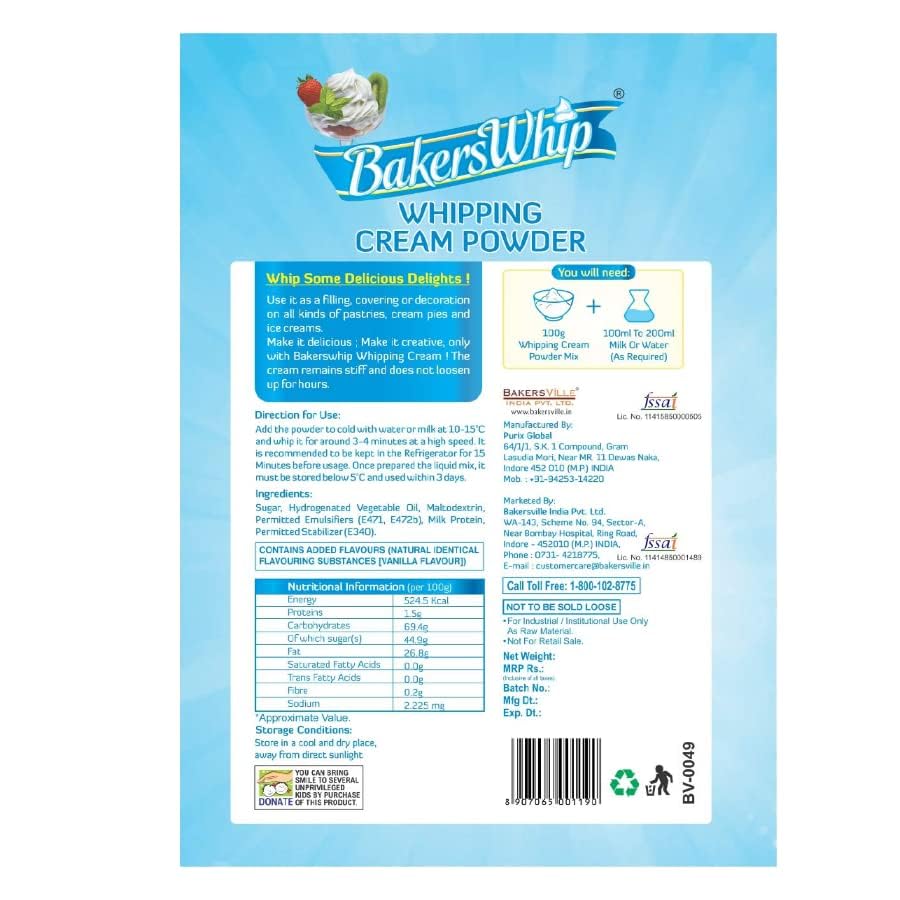 BakersWhip®
WHIPPING
CREAM POWDER
Whip Some Delicious Delights !
Use it as a filling, covering or decoration
on all kinds of pastries, cream pies and
ice creams.
Make it delicious ; Make it creative, only
with Bakerswhip Whipping Cream ! The
cream remains stiff and does not loosen
up for hours.
Direction for Use:
Add the powder to cold with water or milk at 10-15°C
and whip it for around 3-4 minutes at a high speed. It
is recommended to be kept in the Refrigerator for 15
Minutes before usage. Once prepared the liquid mix, it
must be stored below 5°C and used within 3 days.
Ingredients:
Sugar, Hydrogenated Vegetable Oil, Maltodextrin,
Permitted Emulsifiers (E471, E472b), Milk Protein,
Permitted Stabilizer (E340).
CONTAINS ADDED FLAVOURS (NATURAL IDENTICAL
FLAVOURING SUBSTANCES [VANILLA FLAVOUR])
Nutritional Information (per 100g)
Energy 524.5 Kcal
Proteins 1.5g
Carbohydrates 69.4g
Of which sugar(s) 44.9g
Fat 26.8g
Saturated Fatty Acids 0.0g
Trans Fatty Acids 0.0g
Fibre 0.2g
Sodium 2.225 mg
*Approximate Value.
Storage Conditions:
Store in a cool and dry place,
away from direct sunlight
YOU CAN BRING
SMILE TO SEVERAL
UNPRIVILEGED
KIDS BY PURCHASE
DONATE OF THIS PRODUCT.
You will need:
+
100g
Whipping Cream
Powder Mix
100ml To 200ml
Milk Or Water
(As Required)
BAKERSVILLE®
INDIA PVT. LTD.
www.bakersville.in
fssai
Lic. No. 11415850000505
Manufactured By:
Purix Global
64/1/1, S.K. 1 Compound, Gram
Lasudia Mori, Near MR. 11 Dewas Naka,
Indore 452 010 (M.P.) INDIA
Mob. : +91-94253-14220
Marketed By:
Bakersville India Pvt. Ltd.
WA-143, Scheme No. 94, Sector-A,
Near Bombay Hospital, Ring Road,
Indore - 452010 (M.P.) INDIA,
Phone : 0731- 4218775,
E-mail : customercare@bakersville.in
fssai
Lic. No. 11414850001489
Call Toll Free: 1-800-102-8775
NOT TO BE SOLD LOOSE
•For Industrial / Institutional Use Only
As Raw Material.
•Not For Retail Sale.
Net Weight:
MRP Rs.:
(Inclusive of all taxes)
Batch No.:
Mfg Dt.:
Exp. Dt.:
8 907065 001190
BV-0049